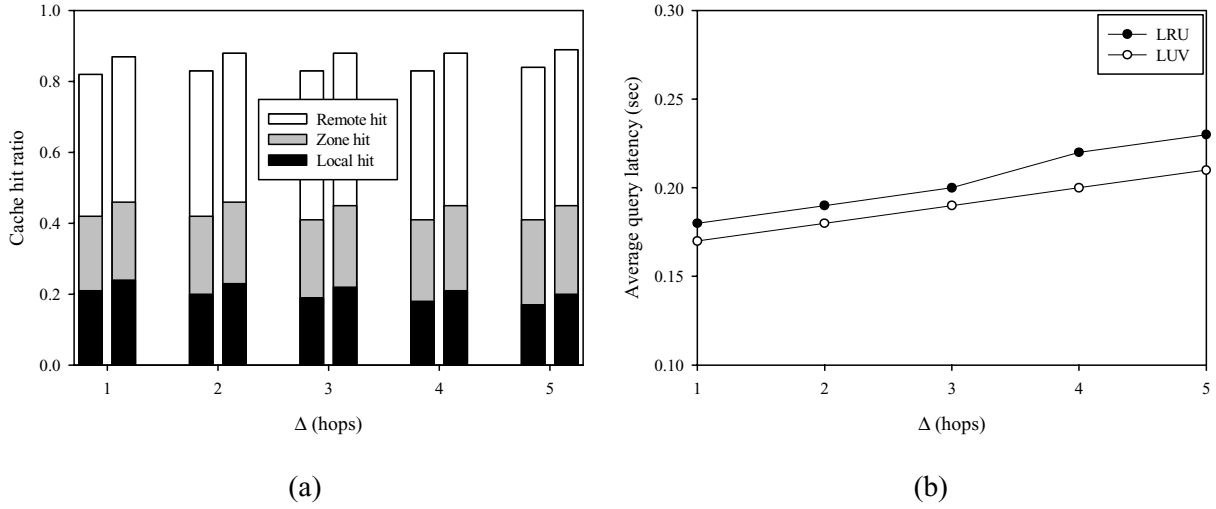 Cache hit ratio
1.0
0.8
0.6
0.4
0.2
0.0
Remote hit
Zone hit
Local hit
1 2 3 4 5
Δ (hops)
(a)
Average query latency (sec)
0.30
0.25
0.20
0.15
0.10
LRU
LUV
1 2 3 4 5
Δ (hops)
(b)